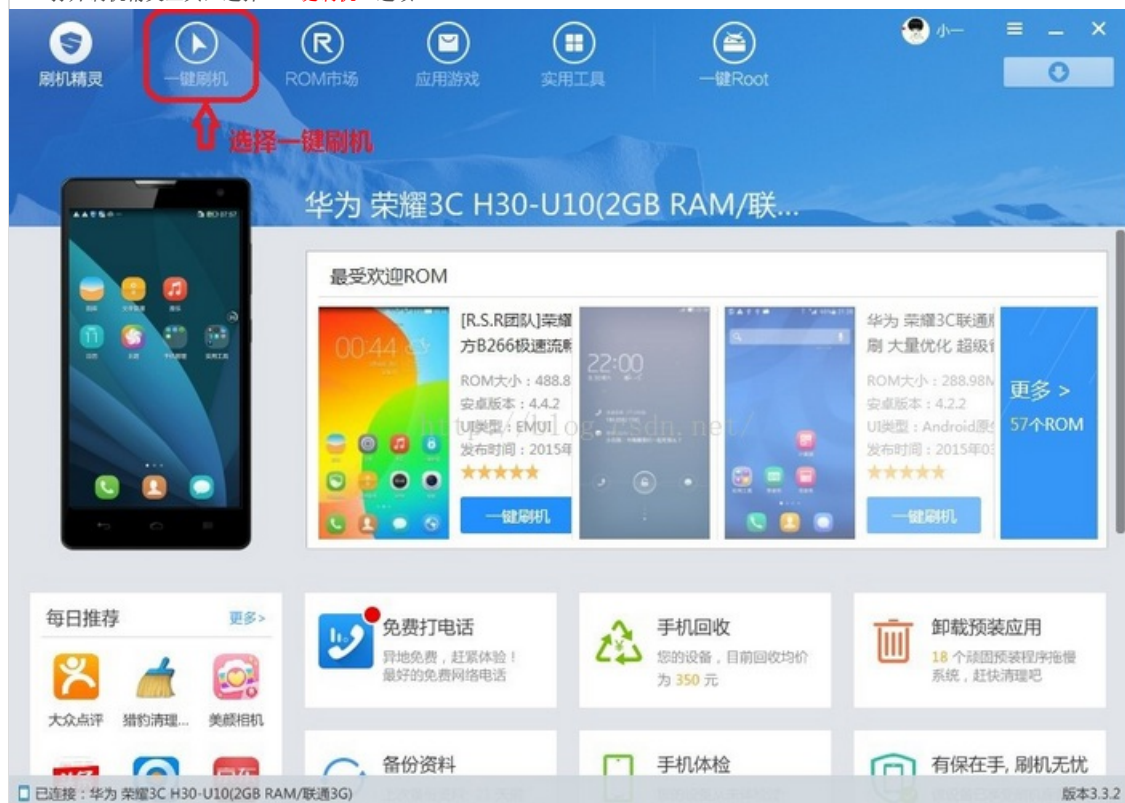 小一
刷机精灵
一键刷机
ROM市场
应用游戏
实用工具
一键Root
选择一键刷机
华为 荣耀3C H30-U10(2GB RAM/联...
最受欢迎ROM
[R.S.R团队]荣耀
方B266极速流畅
ROM大小：488.8
安卓版本：4.4.2
UI类型：EMUI
发布时间：2015年
一键刷机
00:44
22:00
华为 荣耀3C联通版
刷 大量优化 超级省
ROM大小：288.98M
安卓版本：4.2.2
UI类型：Android原生
发布时间：2015年03
一键刷机
更多 >
57个ROM
http://blog.csdn.net/
每日推荐
更多>
大众点评
猎豹清理...
美颜相机
免费打电话
异地免费，赶紧体验！
最好的免费网络电话
手机回收
您的设备，目前回收均价
为 350 元
卸载预装应用
18 个顽固预装程序拖慢
系统，赶快清理吧
备份资料
手机体检
有保在手, 刷机无忧
已连接：华为 荣耀3C H30-U10(2GB RAM/联通3G)
版本3.3.2